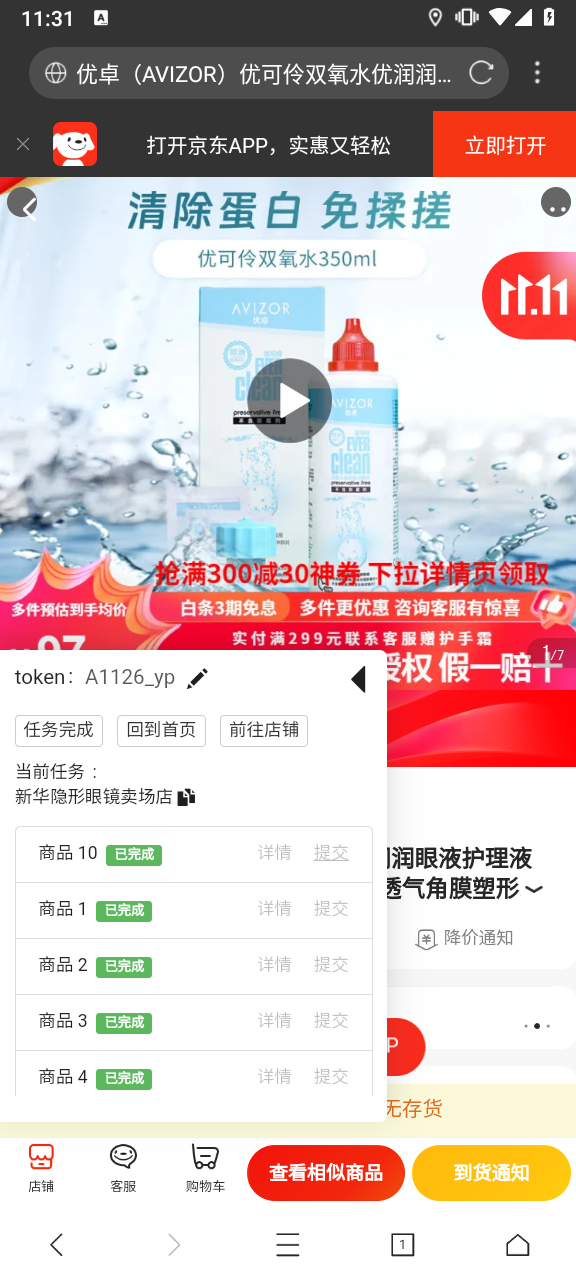 11:31
A
优卓（AVIZOR）优可伶双氧水优润润...
打开京东APP，实惠又轻松
立即打开
清除蛋白 免揉搓
优可伶双氧水350ml
11.11
AVIZOR
优卓
EVER
clean
preservative free
AVIZOR
EVER
clean
preservative free
抢满300减30神券 下拉详情页领取
多件预估到手均价
白条3期免息
多件更优惠 咨询客服有惊喜
97
实付满299元联系客服赠护手霜
授权 假一赔十
1/7
token：A1126_yp
任务完成
回到首页
前往店铺
当前任务 :
新华隐形眼镜卖场店
商品 10 已完成 详情 提交
商品 1 已完成 详情 提交
商品 2 已完成 详情 提交
商品 3 已完成 详情 提交
商品 4 已完成 详情 提交
润眼液护理液
透气角膜塑形
降价通知
P
无存货
店铺
客服
购物车
查看相似商品
到货通知
1